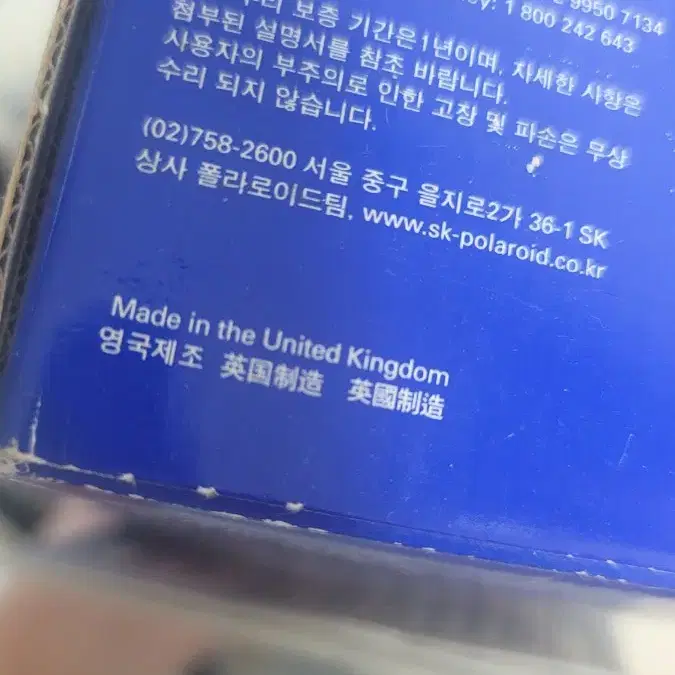 9950 7134
ey: 1 800 242 643
보증 기간은 1년이며, 자세한 사항은
첨부된 설명서를 참조 바랍니다.
사용자의 부주의로 인한 고장 및 파손은 무상
수리 되지 않습니다.
(02)758-2600 서울 중구 을지로2가 36-1 SK
상사 폴라로이드팀, www.sk-polaroid.co.kr
Made in the United Kingdom
영국제조 英国制造 英國制造